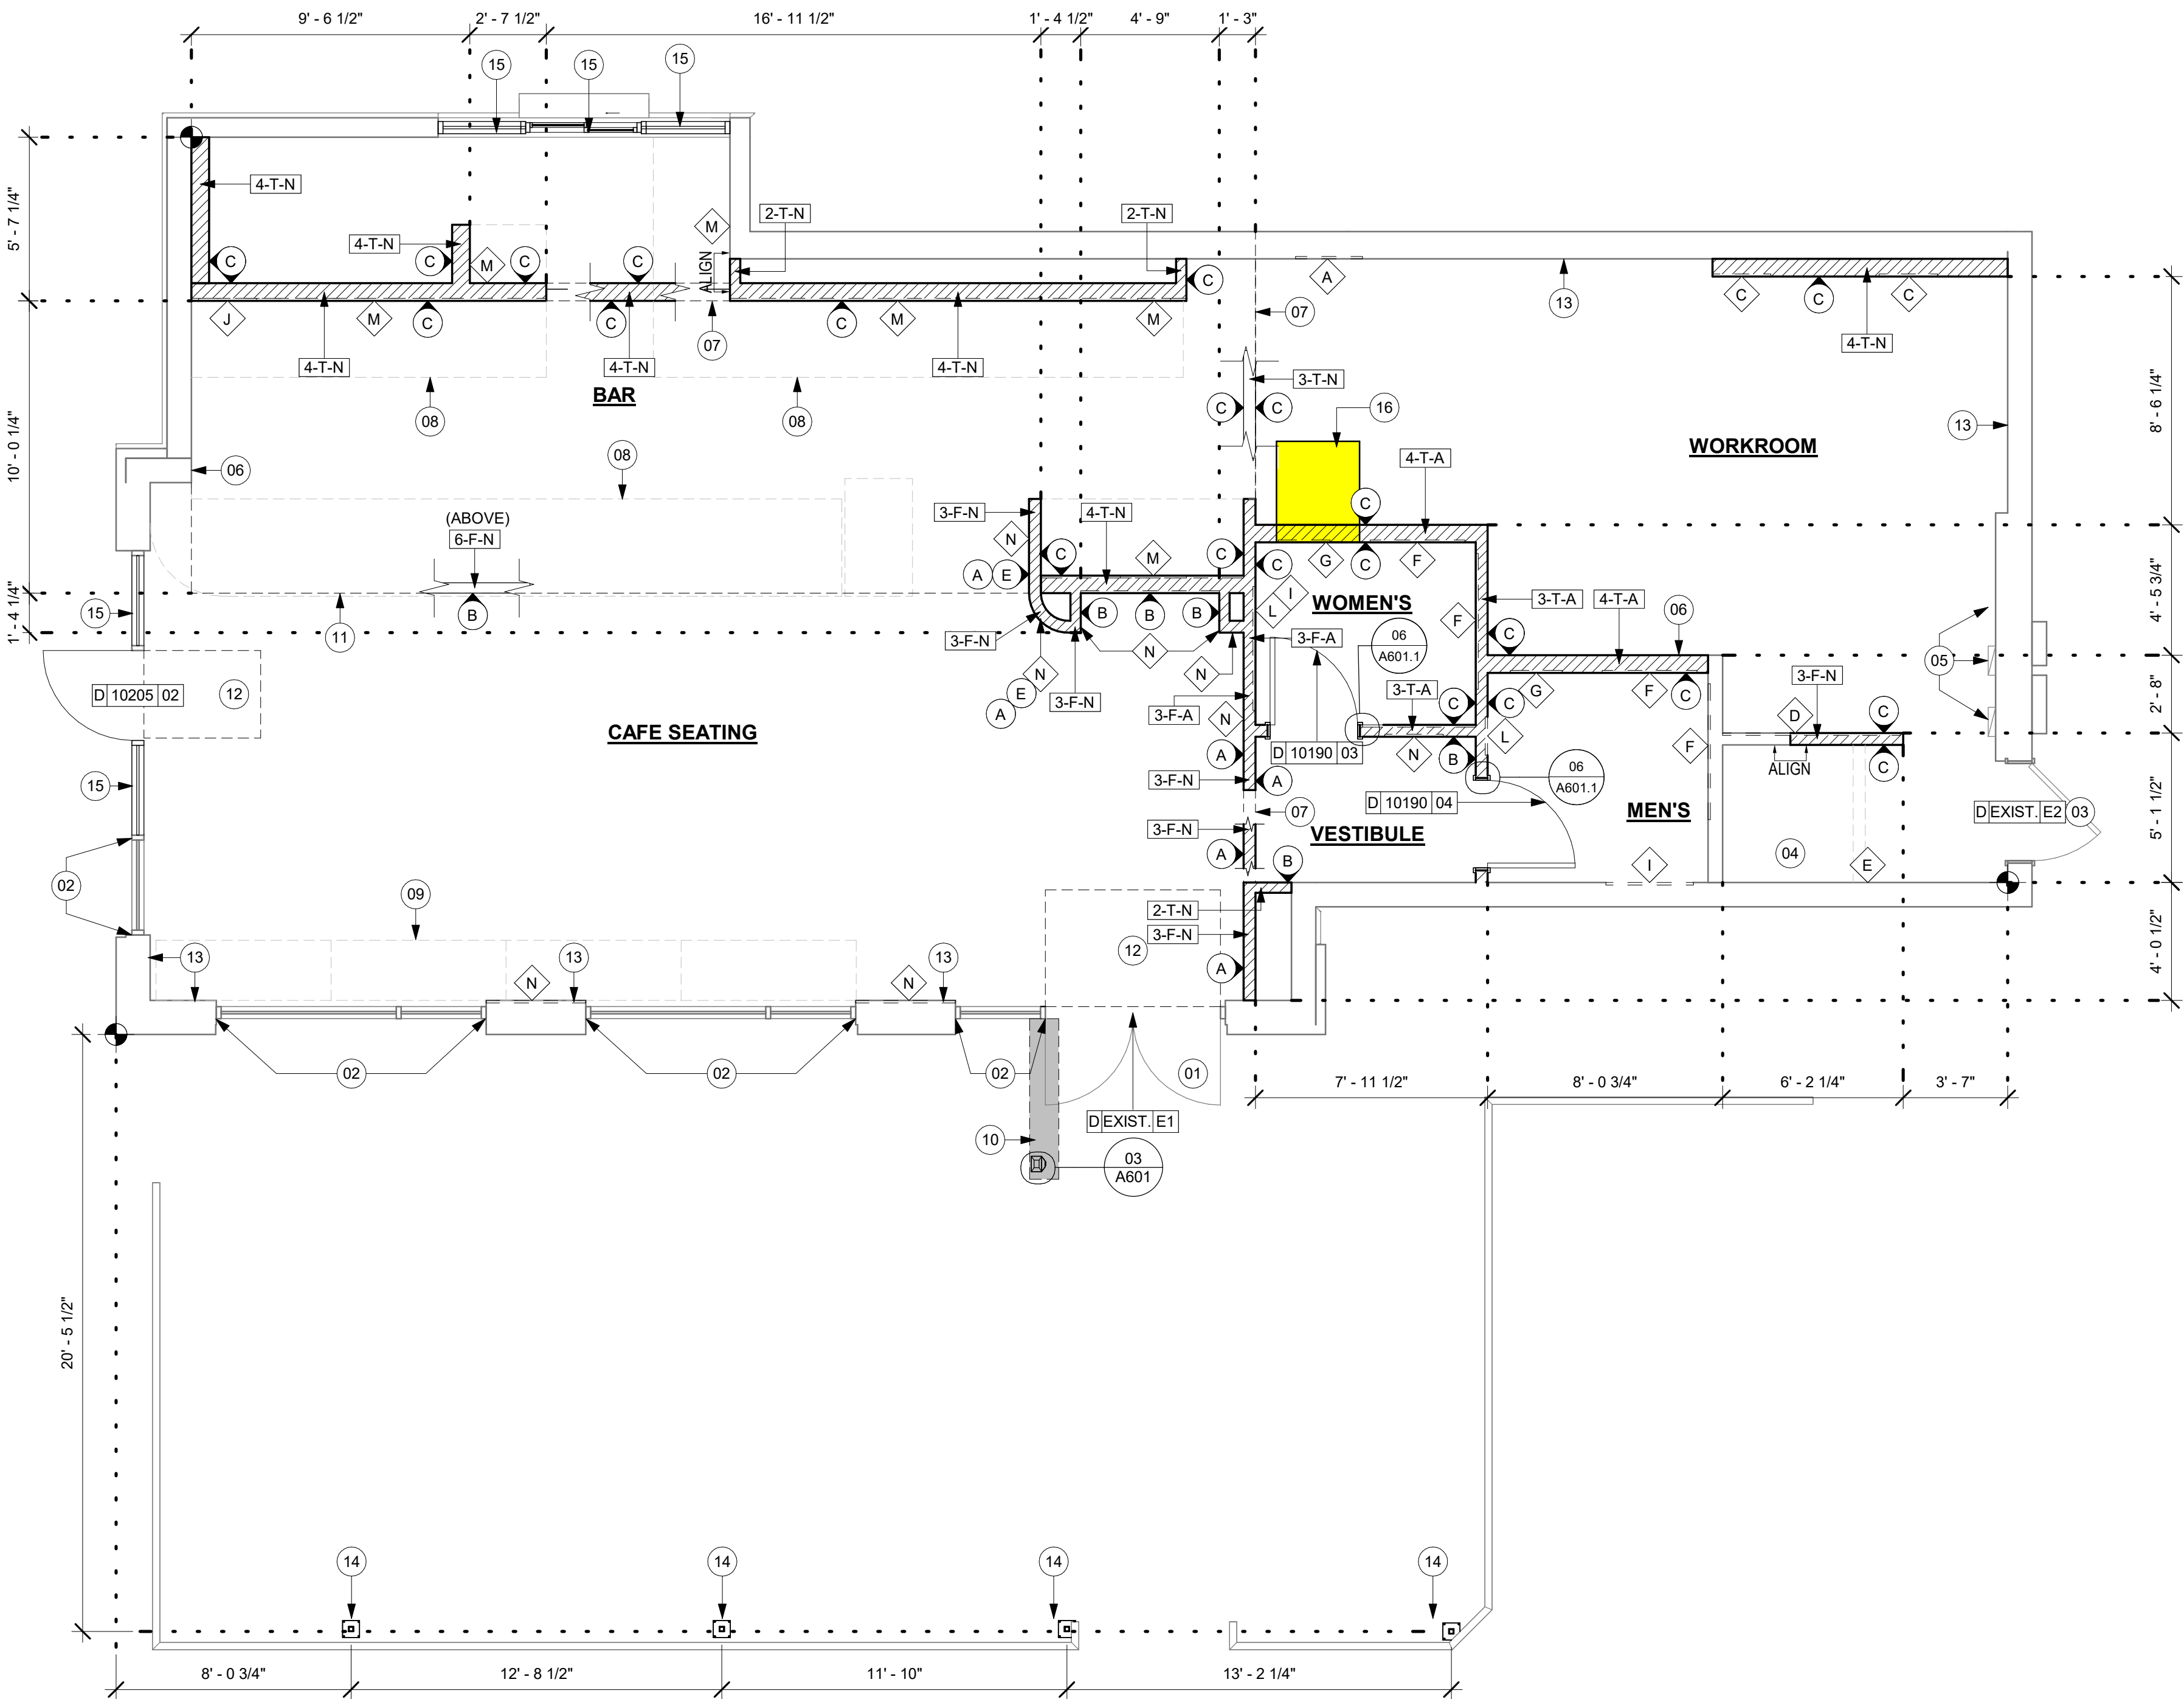 9' - 6 1/2" 2' - 7 1/2" 16' - 11 1/2" 1' - 4 1/2" 4' - 9" 1' - 3"
15 15 15
5' - 7 1/4"
4-T-N
4-T-N
2-T-N 2-T-N
M
ALIGN
C C M C C C
A
13
C C C
4-T-N
J M C C C M M
07
07
4-T-N 4-T-N 4-T-N
3-T-N
BAR
08 08
C C
16
10' - 0 1/4"
8' - 6 1/4"
13
WORKROOM
06
08
4-T-A
(ABOVE)
6-F-N
3-F-N 4-T-N
C
N
C M C
C G C F
A E
I
L
WOMEN'S
3-T-A 4-T-A 06
4' - 5 3/4"
15
B
B B B
F
1' - 4 1/4"
11
3-F-N
N
3-F-A
06
A601.1
C
05
D 10205 02
12
N
E
A
N
3-F-N
3-F-A
3-T-A
C C
G F C
3-F-N
2' - 8"
D C
CAFE SEATING
N
L
F
A
D 10190 03
N B
ALIGN
C
15
3-F-N A
06
A601.1
D 10190 04
MEN'S
D EXIST. E2 03
07
3-F-N
VESTIBULE
5' - 1 1/2"
A
B
04
I
E
02
09
2-T-N
12
3-F-N
A
4' - 0 1/2"
13 13 13
N N
02 02 02
01
7' - 11 1/2" 8' - 0 3/4" 6' - 2 1/4" 3' - 7"
D EXIST. E1
10
03
A601
20' - 5 1/2"
14 14 14 14
8' - 0 3/4" 12' - 8 1/2" 11' - 10" 13' - 2 1/4"